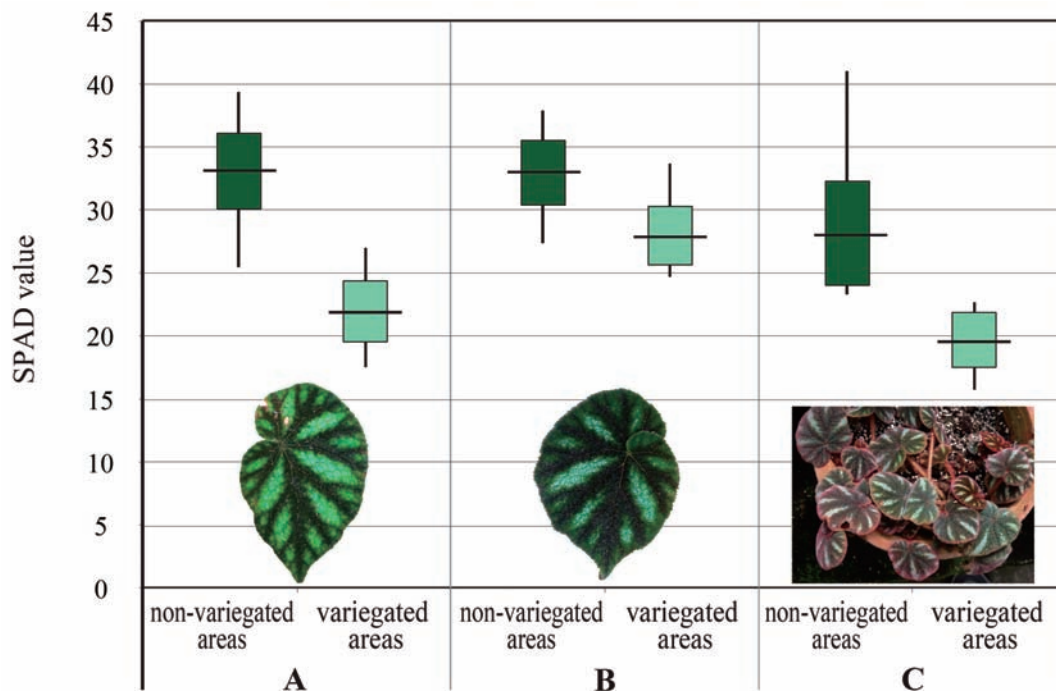 45
40
35
30
25
20
15
10
5
0
SPAD value
non-variegated areas
variegated areas
non-variegated areas
variegated areas
non-variegated areas
variegated areas
A
B
C